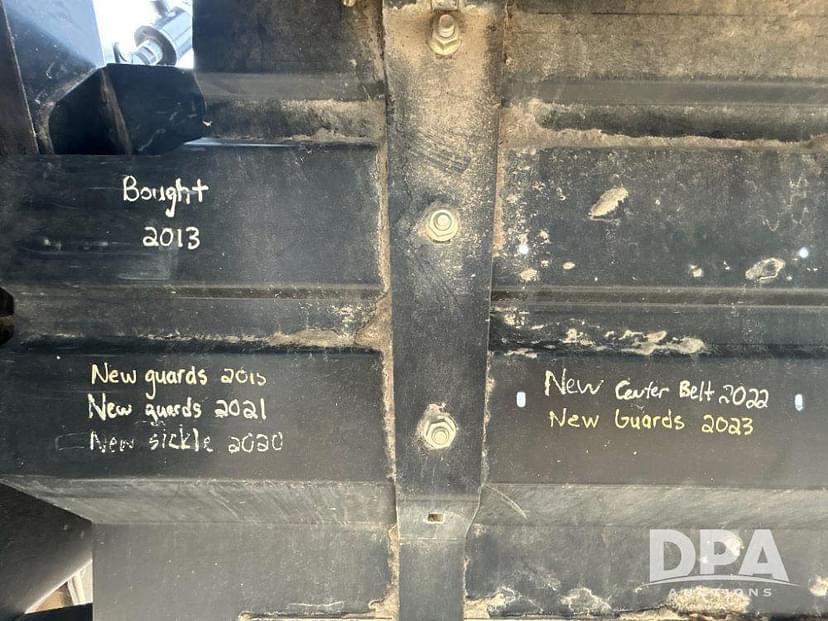 Bought
2013
New guards 2015
New guards 2021
New sickle 2020
New Center Belt 2022
New Guards 2023
DPA
AUCTIONS